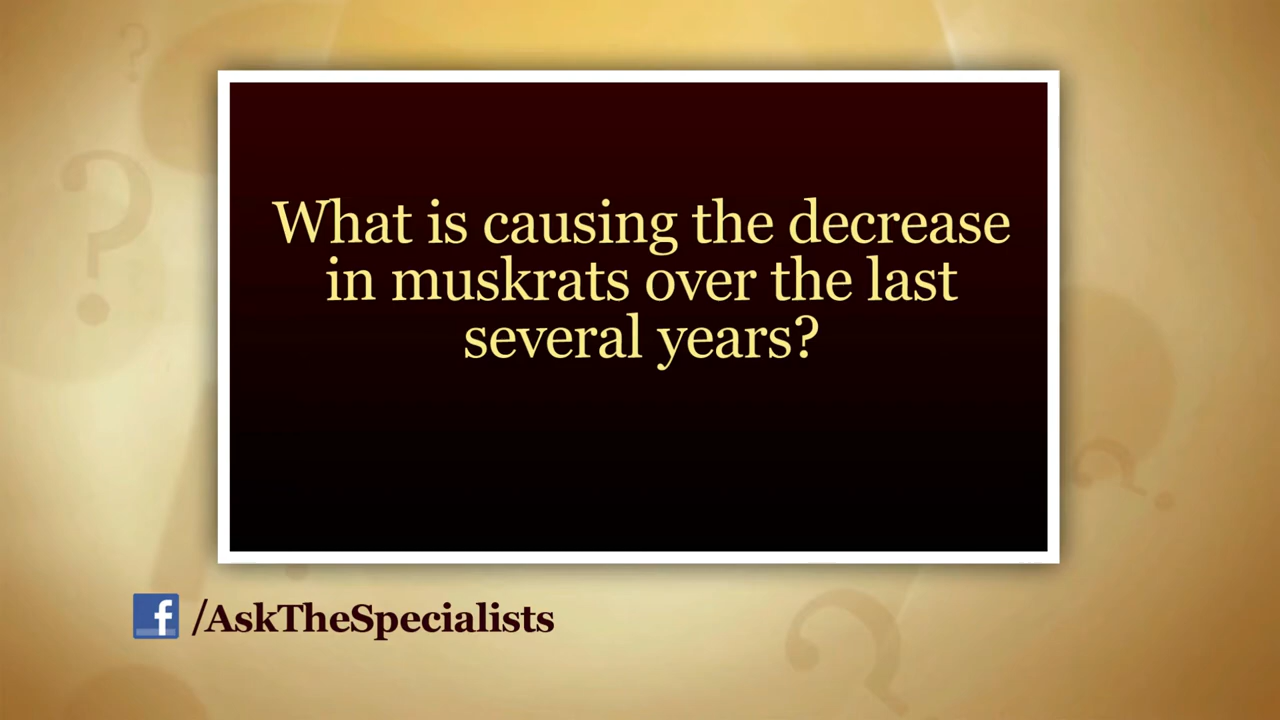 What is causing the decrease
in muskrats over the last
several years?
f /AskTheSpecialists